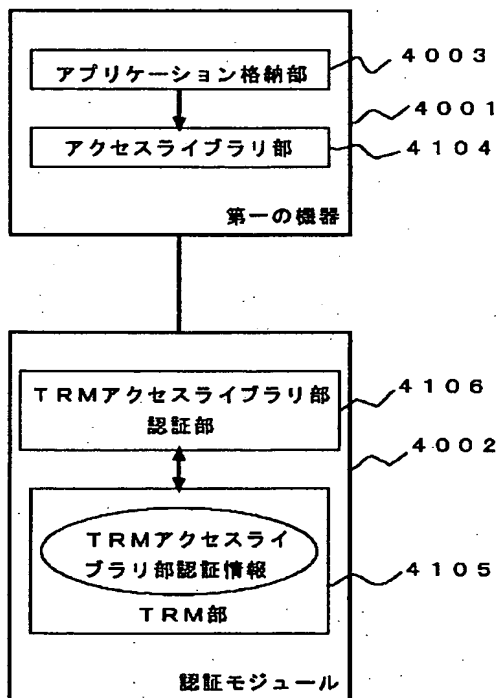 アプリケーション格納部
4003
4001
アクセスライブラリ部
4104
第一の機器
TRMアクセスライブラリ部
認証部
4106
4002
TRMアクセスライ
ブラリ部認証情報
4105
TRM部
認証モジュール